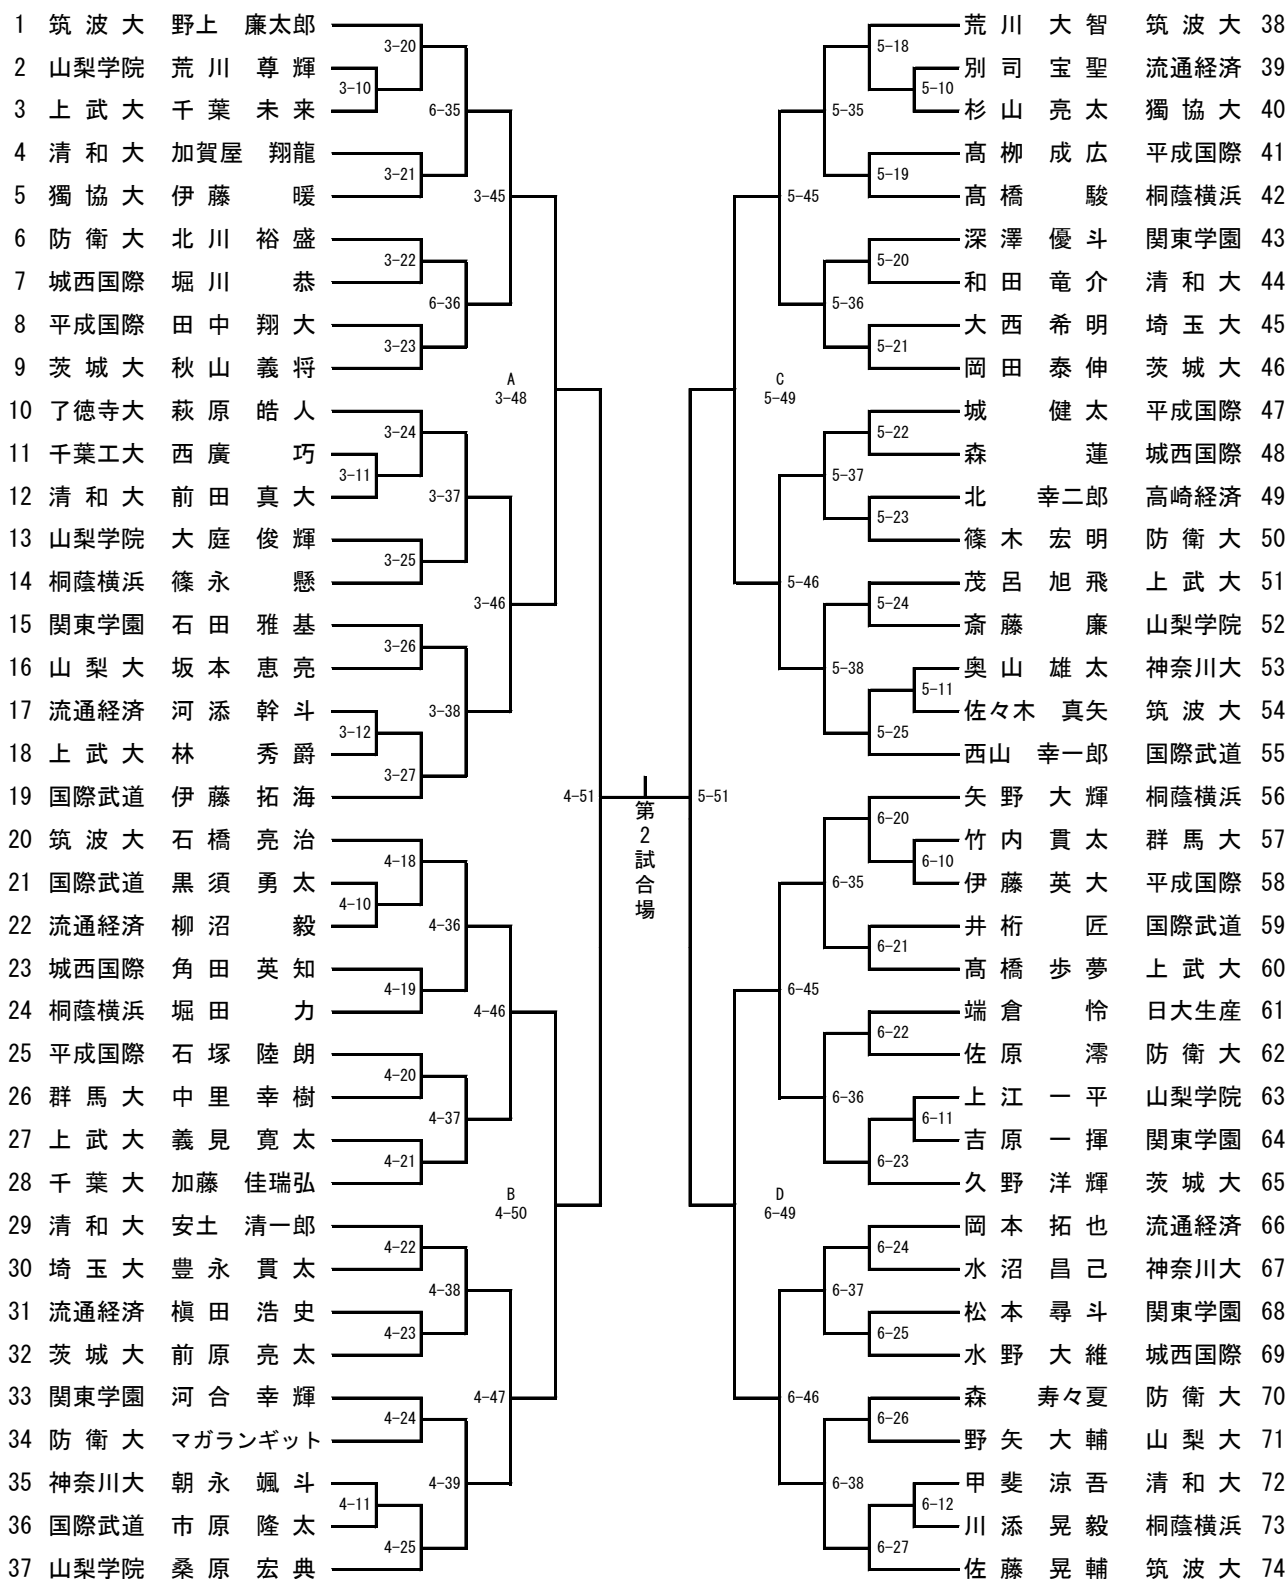 1 筑波大 野上 廉太郎
2 山梨学院 荒川 尊輝
3 上武大 千葉 未来
4 清和大 加賀屋 翔龍
5 獨協大 伊藤 暖
6 防衛大 北川 裕盛
7 城西国際 堀川 恭
8 平成国際 田中 翔大
9 茨城大 秋山 義将
10 了徳寺大 萩原 皓人
11 千葉工大 西廣 巧
12 清和大 前田 真大
13 山梨学院 大庭 俊輝
14 桐蔭横浜 篠永 懸
15 関東学園 石田 雅基
16 山梨大 坂本 恵亮
17 流通経済 河添 幹斗
18 上武大 林 秀爵
19 国際武道 伊藤 拓海
20 筑波大 石橋 亮治
21 国際武道 黒須 勇太
22 流通経済 柳沼 毅
23 城西国際 角田 英知
24 桐蔭横浜 堀田 力
25 平成国際 石塚 陸朗
26 群馬大 中里 幸樹
27 上武大 義見 寛太
28 千葉大 加藤 佳瑞弘
29 清和大 安土 清一郎
30 埼玉大 豊永 貫太
31 流通経済 槇田 浩史
32 茨城大 前原 亮太
33 関東学園 河合 幸輝
34 防衛大 マガランギット
35 神奈川大 朝永 颯斗
36 国際武道 市原 隆太
37 山梨学院 桑原 宏典
3-20
3-10
6-35
3-21
3-45
3-22
6-36
3-23
A
3-48
3-24
3-11
3-37
3-25
3-46
3-26
3-38
3-12
3-27
4-51
4-18
4-10
4-36
4-19
4-46
4-20
4-37
4-21
B
4-50
4-22
4-38
4-23
4-47
4-24
4-39
4-11
4-25
第2試合場
5-51
5-18
5-10
5-35
5-19
5-45
5-20
5-36
5-21
C
5-49
5-22
5-37
5-23
5-46
5-24
5-38
5-11
5-25
6-20
6-10
6-35
6-21
6-45
6-22
6-36
6-11
6-23
D
6-49
6-24
6-37
6-25
6-46
6-26
6-38
6-12
6-27
荒川 大智 筑波大 38
別司 宝聖 流通経済 39
杉山 亮太 獨協大 40
髙栁 成広 平成国際 41
髙橋 駿 桐蔭横浜 42
深澤 優斗 関東学園 43
和田 竜介 清和大 44
大西 希明 埼玉大 45
岡田 泰伸 茨城大 46
城 健太 平成国際 47
森 蓮 城西国際 48
北 幸二郎 高崎経済 49
篠木 宏明 防衛大 50
茂呂 旭飛 上武大 51
斎藤 廉 山梨学院 52
奥山 雄太 神奈川大 53
佐々木 真矢 筑波大 54
西山 幸一郎 国際武道 55
矢野 大輝 桐蔭横浜 56
竹内 貫太 群馬大 57
伊藤 英大 平成国際 58
井桁 匠 国際武道 59
髙橋 歩夢 上武大 60
端倉 怜 日大生産 61
佐原 澪 防衛大 62
上江 一平 山梨学院 63
吉原 一揮 関東学園 64
久野 洋輝 茨城大 65
岡本 拓也 流通経済 66
水沼 昌己 神奈川大 67
松本 尋斗 関東学園 68
水野 大維 城西国際 69
森 寿々夏 防衛大 70
野矢 大輔 山梨大 71
甲斐 涼吾 清和大 72
川添 晃毅 桐蔭横浜 73
佐藤 晃輔 筑波大 74